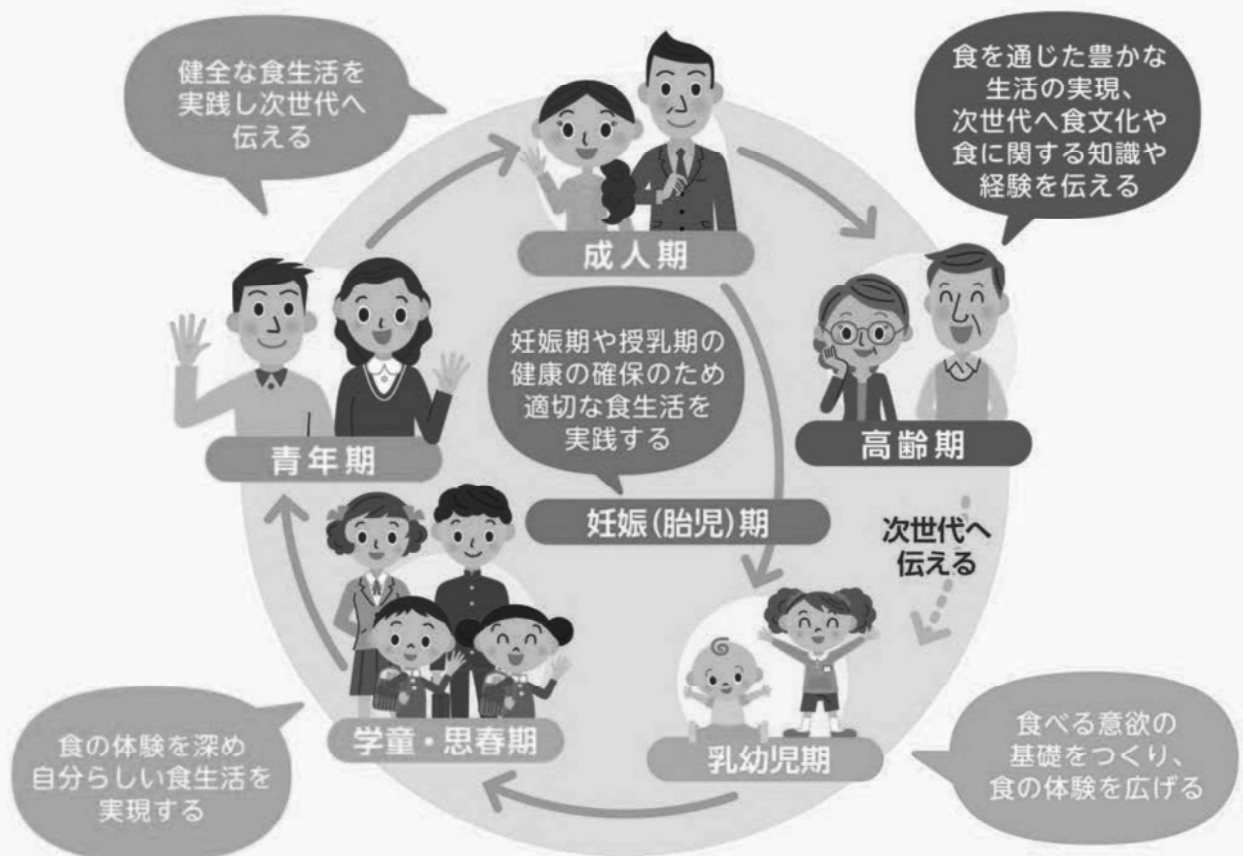 健全な食生活を
実践し次世代へ
伝える
食を通じた豊かな
生活の実現、
次世代へ食文化や
食に関する知識や
経験を伝える
成人期
妊娠期や授乳期の
健康の確保のため
適切な食生活を
実践する
青年期
高齢期
妊娠(胎児)期
次世代へ
伝える
学童・思春期
乳幼児期
食の体験を深め
自分らしい食生活を
実現する
食べる意欲の
基礎をつくり、
食の体験を広げる